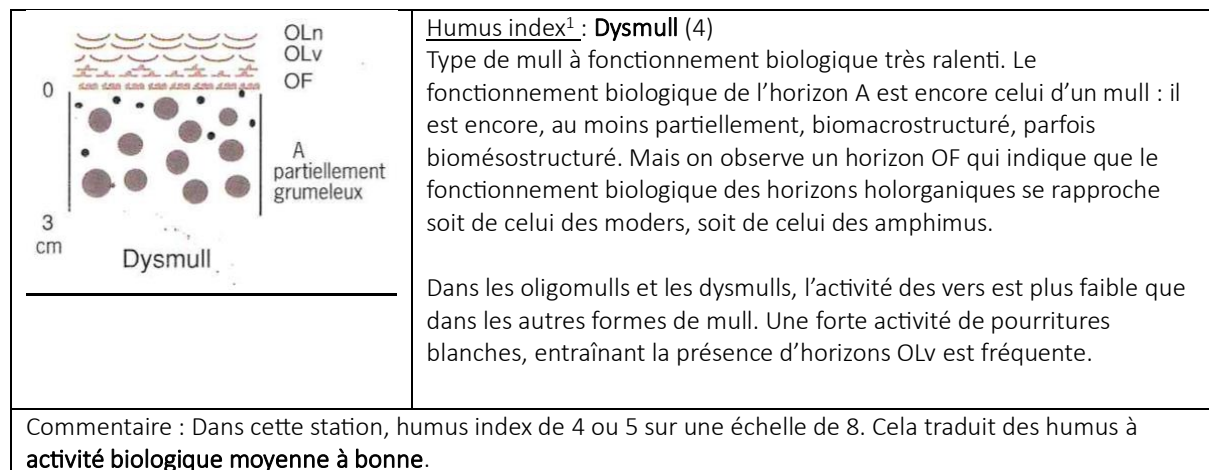 OLn
OLv
OF
0
A
partiellement
grumeleux
3
cm
Dysmull
Humus index¹ : Dysmull (4)
Type de mull à fonctionnement biologique très ralenti. Le
fonctionnement biologique de l’horizon A est encore celui d’un mull : il
est encore, au moins partiellement, biomacrostructuré, parfois
biomésostructuré. Mais on observe un horizon OF qui indique que le
fonctionnement biologique des horizons holorganiques se rapproche
soit de celui des moders, soit de celui des amphimus.
Dans les oligomulls et les dysmulls, l’activité des vers est plus faible que
dans les autres formes de mull. Une forte activité de pourritures
blanches, entraînant la présence d’horizons OLv est fréquente.
Commentaire : Dans cette station, humus index de 4 ou 5 sur une échelle de 8. Cela traduit des humus à
activité biologique moyenne à bonne.